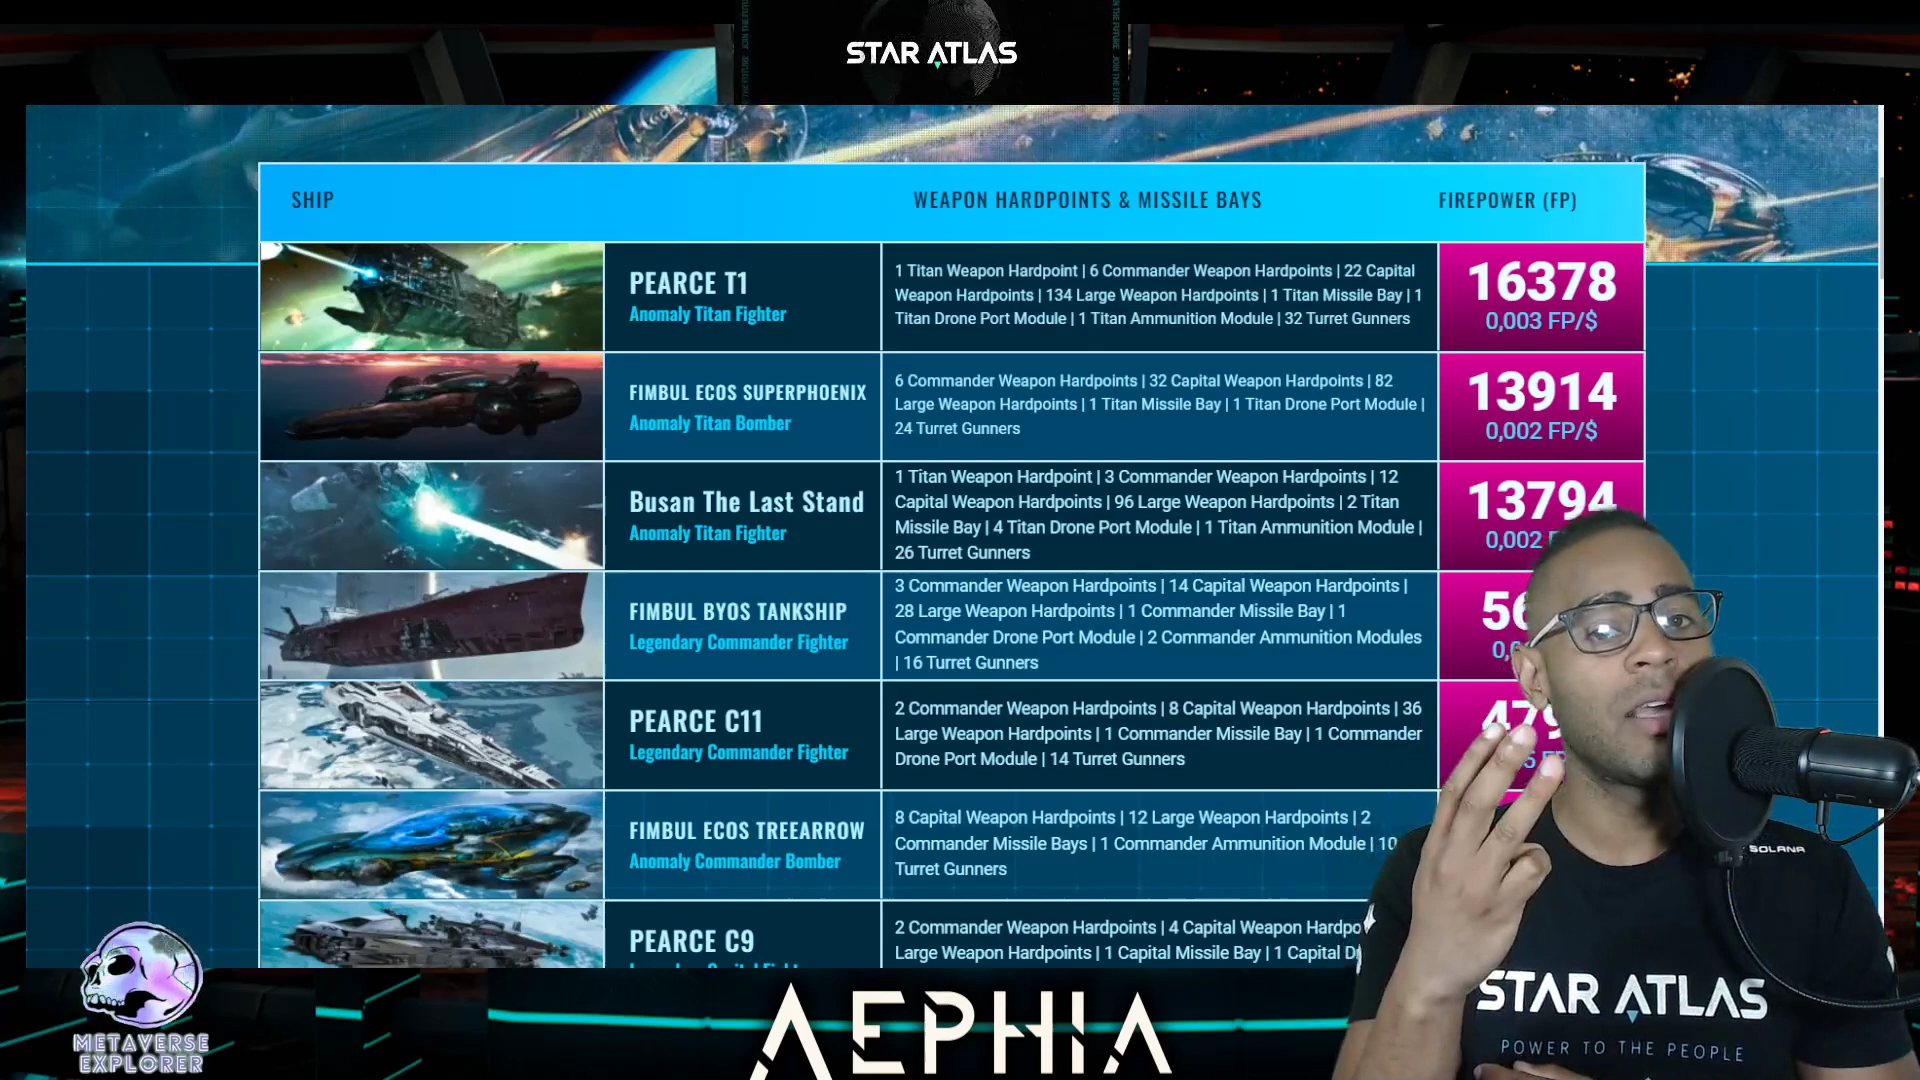 STAR ATLAS
SHIP
WEAPON HARDPOINTS & MISSILE BAYS
FIREPOWER (FP)
PEARCE T1
Anomaly Titan Fighter
1 Titan Weapon Hardpoint | 6 Commander Weapon Hardpoints | 22 Capital
Weapon Hardpoints | 134 Large Weapon Hardpoints | 1 Titan Missile Bay | 1
Titan Drone Port Module | 1 Titan Ammunition Module | 32 Turret Gunners
16378
0,003 FP/$
FIMBUL ECOS SUPERPHOENIX
Anomaly Titan Bomber
6 Commander Weapon Hardpoints | 32 Capital Weapon Hardpoints | 82
Large Weapon Hardpoints | 1 Titan Missile Bay | 1 Titan Drone Port Module |
24 Turret Gunners
13914
0,002 FP/$
Busan The Last Stand
Anomaly Titan Fighter
1 Titan Weapon Hardpoint | 3 Commander Weapon Hardpoints | 12
Capital Weapon Hardpoints | 96 Large Weapon Hardpoints | 2 Titan
Missile Bay | 4 Titan Drone Port Module | 1 Titan Ammunition Module |
26 Turret Gunners
13794
0,002
FIMBUL BYOS TANKSHIP
Legendary Commander Fighter
3 Commander Weapon Hardpoints | 14 Capital Weapon Hardpoints |
28 Large Weapon Hardpoints | 1 Commander Missile Bay | 1
Commander Drone Port Module | 2 Commander Ammunition Modules
| 16 Turret Gunners
PEARCE C11
Legendary Commander Fighter
2 Commander Weapon Hardpoints | 8 Capital Weapon Hardpoints | 36
Large Weapon Hardpoints | 1 Commander Missile Bay | 1 Commander
Drone Port Module | 14 Turret Gunners
FIMBUL ECOS TREEARROW
Anomaly Commander Bomber
8 Capital Weapon Hardpoints | 12 Large Weapon Hardpoints | 2
Commander Missile Bays | 1 Commander Ammunition Module | 10
Turret Gunners
PEARCE C9
2 Commander Weapon Hardpoints | 4 Capital Weapon Hardpo
Large Weapon Hardpoints | 1 Capital Missile Bay | 1 Capital
SOLANA
STAR ATLAS
POWER TO THE PEOPLE
METAVERSE
EXPLORER
AEPHIA